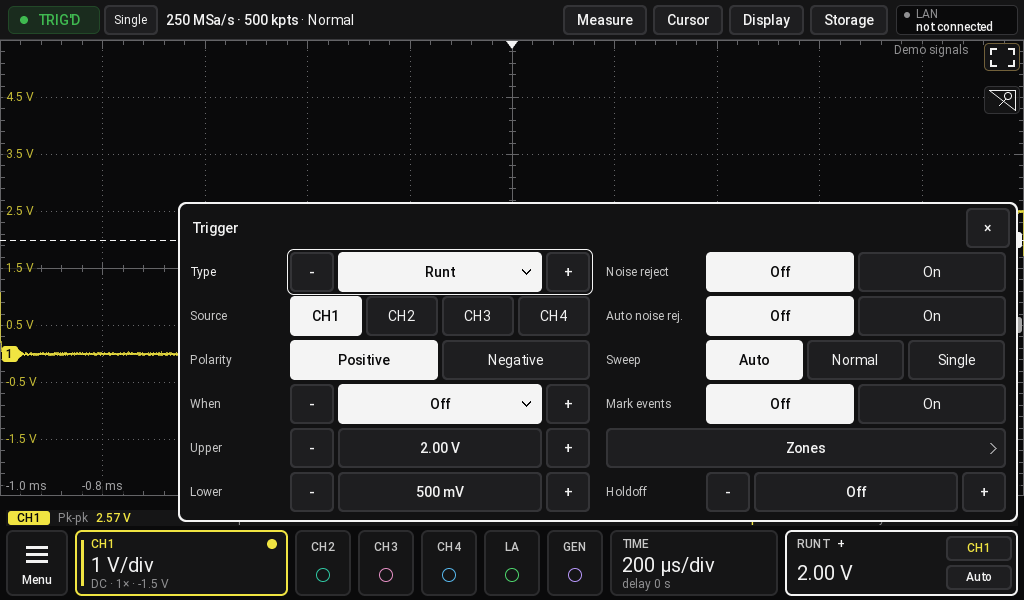 TRIG'D Single 250 MSa/s · 500 kpts · Normal Measure Cursor Display Storage LAN
not connected
Demo signals
4.5 V
3.5 V
2.5 V
1.5 V
0.5 V
1
-0.5 V
-1.5 V
-1.0 ms -0.8 ms
Trigger ×
Type - Runt + Noise reject Off On
Source CH1 CH2 CH3 CH4 Auto noise rej. Off On
Polarity Positive Negative Sweep Auto Normal Single
When - Off + Mark events Off On
Upper - 2.00 V + Zones
Lower - 500 mV + Holdoff - Off +
CH1 Pk-pk 2.57 V
Menu
CH1
1 V/div
DC · 1× · -1.5 V
CH2 CH3 CH4 LA GEN
TIME
200 µs/div
delay 0 s
RUNT + CH1
2.00 V Auto